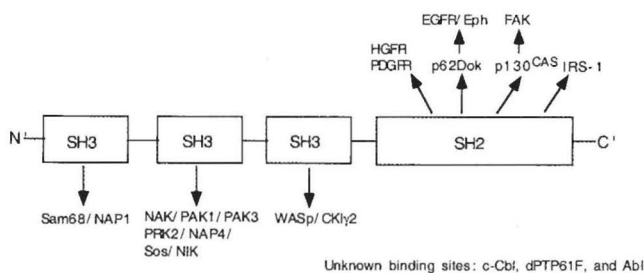 EGFR/ Eph FAK
HGFR
PDGFR p62Dok p130CAS IRS-1
N' SH3 SH3 SH3 SH2 C'
Sam68/ NAP1 NAK/ PAK1/ PAK3 WASp/ CKIγ2
PRK2/ NAP4/
Sos/ NIK
Unknown binding sites: c-Cbl, dPTP61F, and Abl